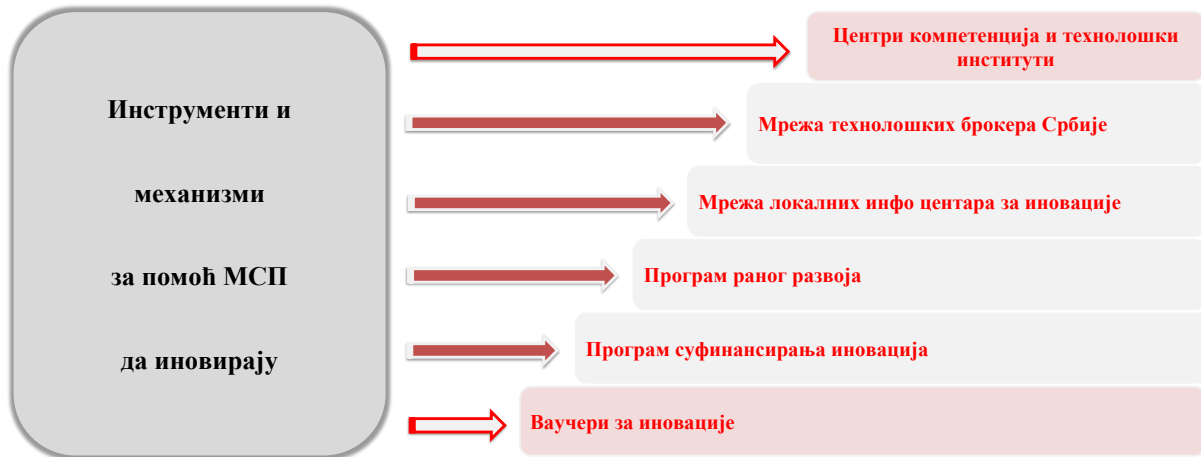 Инструменти и
механизми
за помоћ МСП
да иновирају
Центри компетенција и технолошки
институти
Мрежа технолошких брокера Србије
Мрежа локалних инфо центара за иновације
Програм раног развоја
Програм суфинансирања иновација
Ваучери за иновације